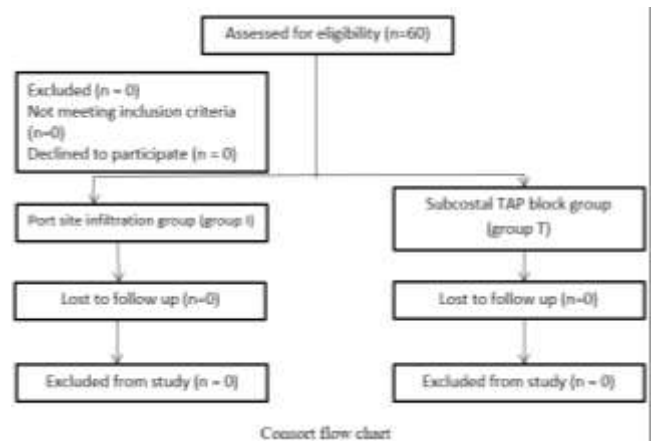 Assessed for eligibility (n=60)
Excluded (n = 0)
Not meeting inclusion criteria
(n=0)
Declined to participate (n = 0)
Port site infiltration group (group I)
Subcostal TAP block group
(group T)
Lost to follow up (n=0)
Lost to follow up (n=0)
Excluded from study (n = 0)
Excluded from study (n = 0)
Consort flow chart